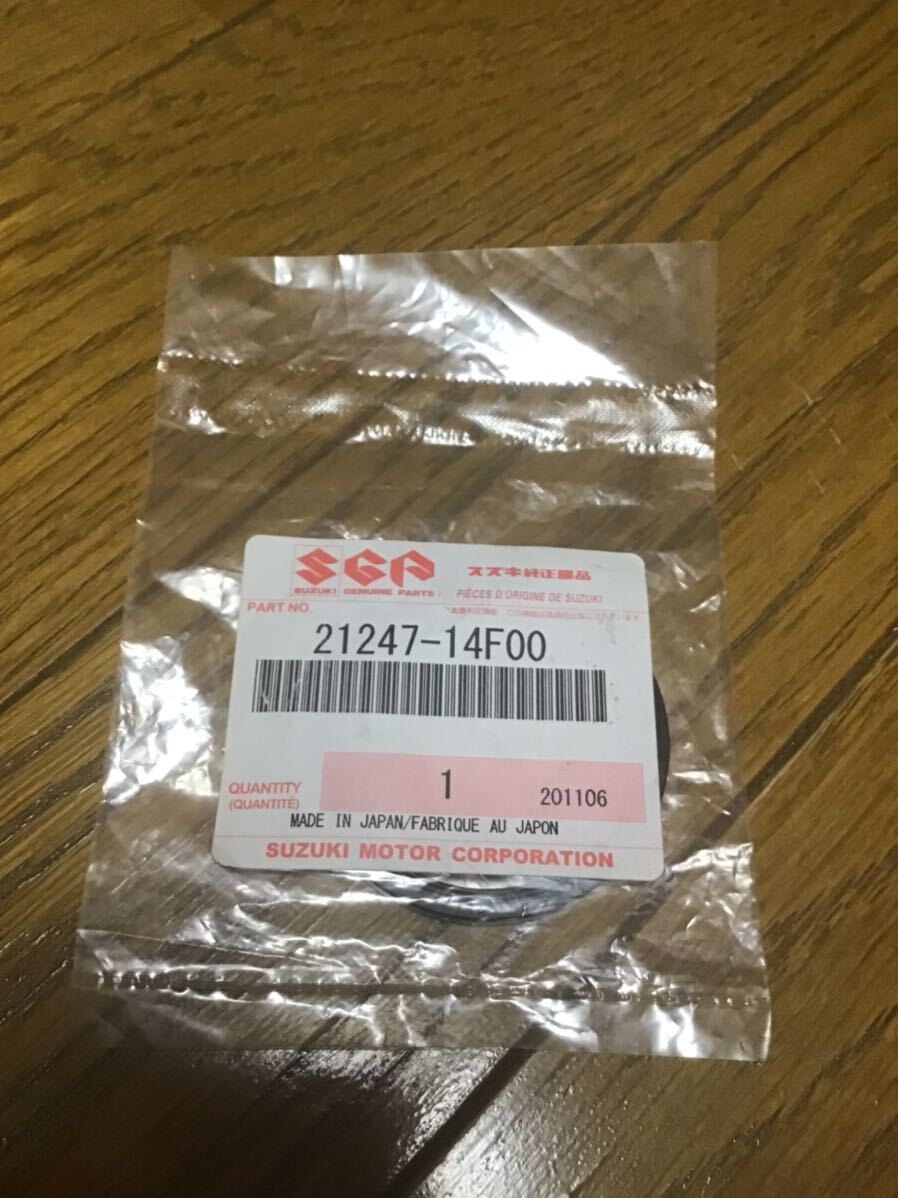 SGP スズキ純正部品
SUZUKI GENUINE PARTS PIÈCES D'ORIGINE DE SUZUKI
PART NO.
21247-14F00
QUANTITY
(QUANTITÉ)
1
201106
MADE IN JAPAN/FABRIQUE AU JAPON
SUZUKI MOTOR CORPORATION